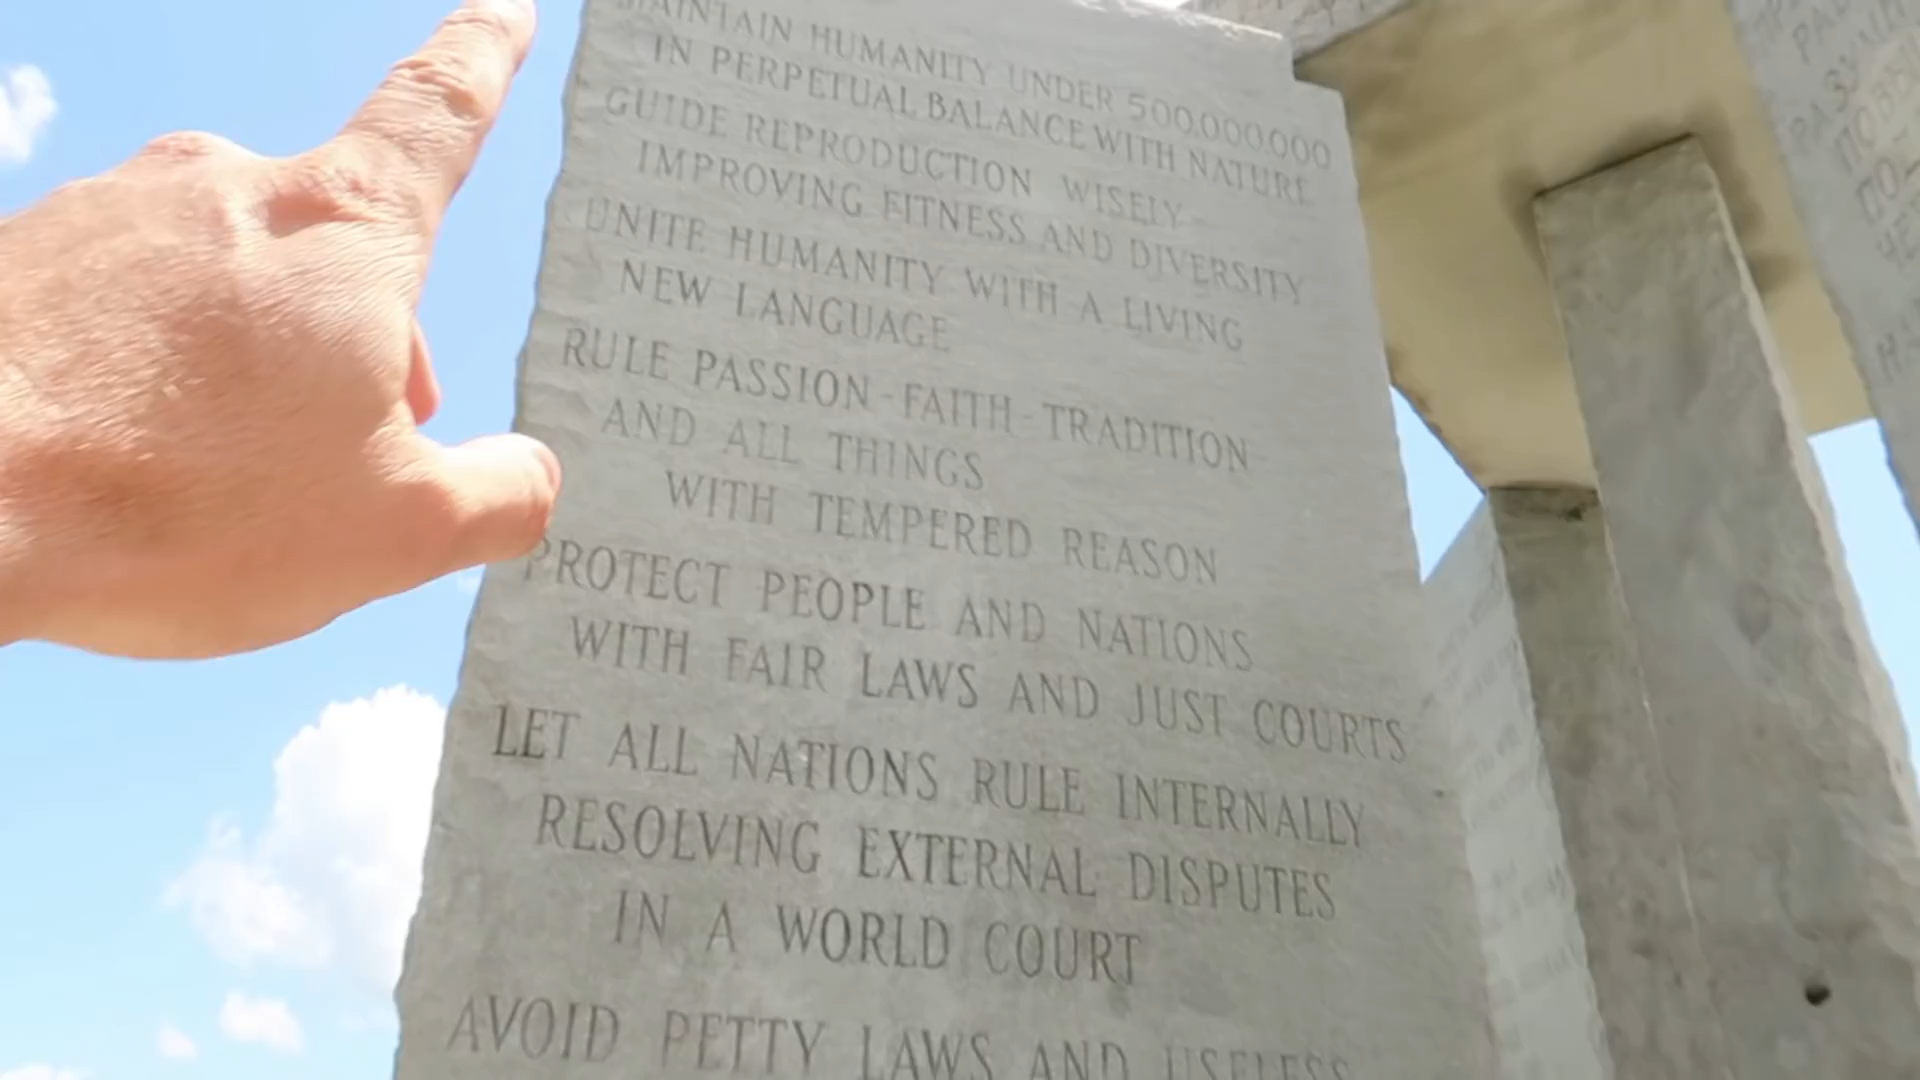 MAINTAIN HUMANITY UNDER 500,000,000
IN PERPETUAL BALANCE WITH NATURE
GUIDE REPRODUCTION WISELY-
IMPROVING FITNESS AND DIVERSITY
UNITE HUMANITY WITH A LIVING
NEW LANGUAGE
RULE PASSION-FAITH-TRADITION
AND ALL THINGS
WITH TEMPERED REASON
PROTECT PEOPLE AND NATIONS
WITH FAIR LAWS AND JUST COURTS
LET ALL NATIONS RULE INTERNALLY
RESOLVING EXTERNAL DISPUTES
IN A WORLD COURT
AVOID PETTY LAWS AND USELESS